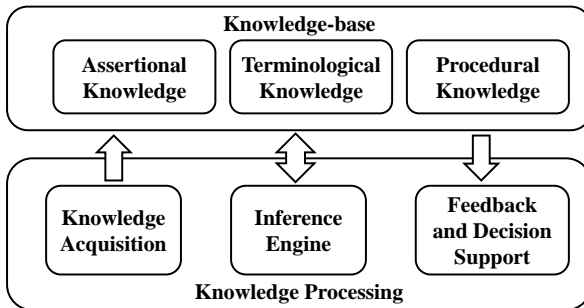 Knowledge-base
Assertional
Knowledge
Terminological
Knowledge
Procedural
Knowledge
Knowledge
Acquisition
Inference
Engine
Feedback
and Decision
Support
Knowledge Processing